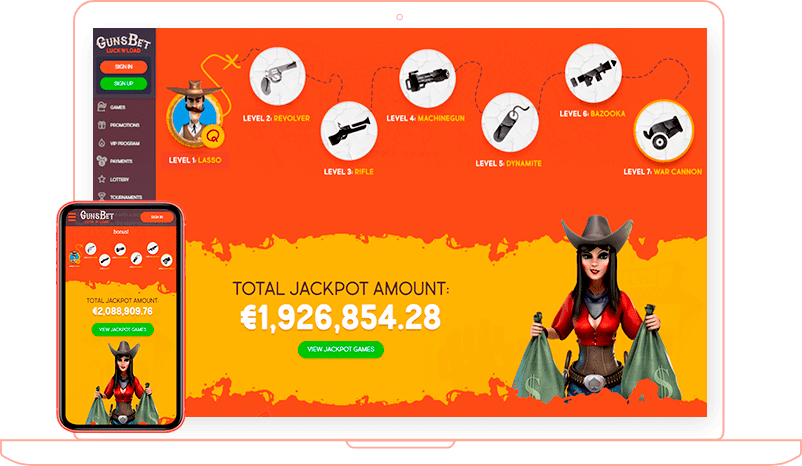 GUNSBET
LUCK'N'LOAD
SIGN IN
SIGN UP
GAMES
PROMOTIONS
VIP PROGRAM
PAYMENTS
LOTTERY
TOURNAMENTS
LEVEL 1: LASSO
LEVEL 2: REVOLVER
LEVEL 3: RIFLE
LEVEL 4: MACHINEGUN
LEVEL 5: DYNAMITE
LEVEL 6: BAZOOKA
LEVEL 7: WAR CANNON
TOTAL JACKPOT AMOUNT:
€1,926,854.28
VIEW JACKPOT GAMES
$
$
GUNSBET
LUCK'N'LOAD
SIGN IN
bonus!
TOTAL JACKPOT AMOUNT:
€2,088,909.76
VIEW JACKPOT GAMES